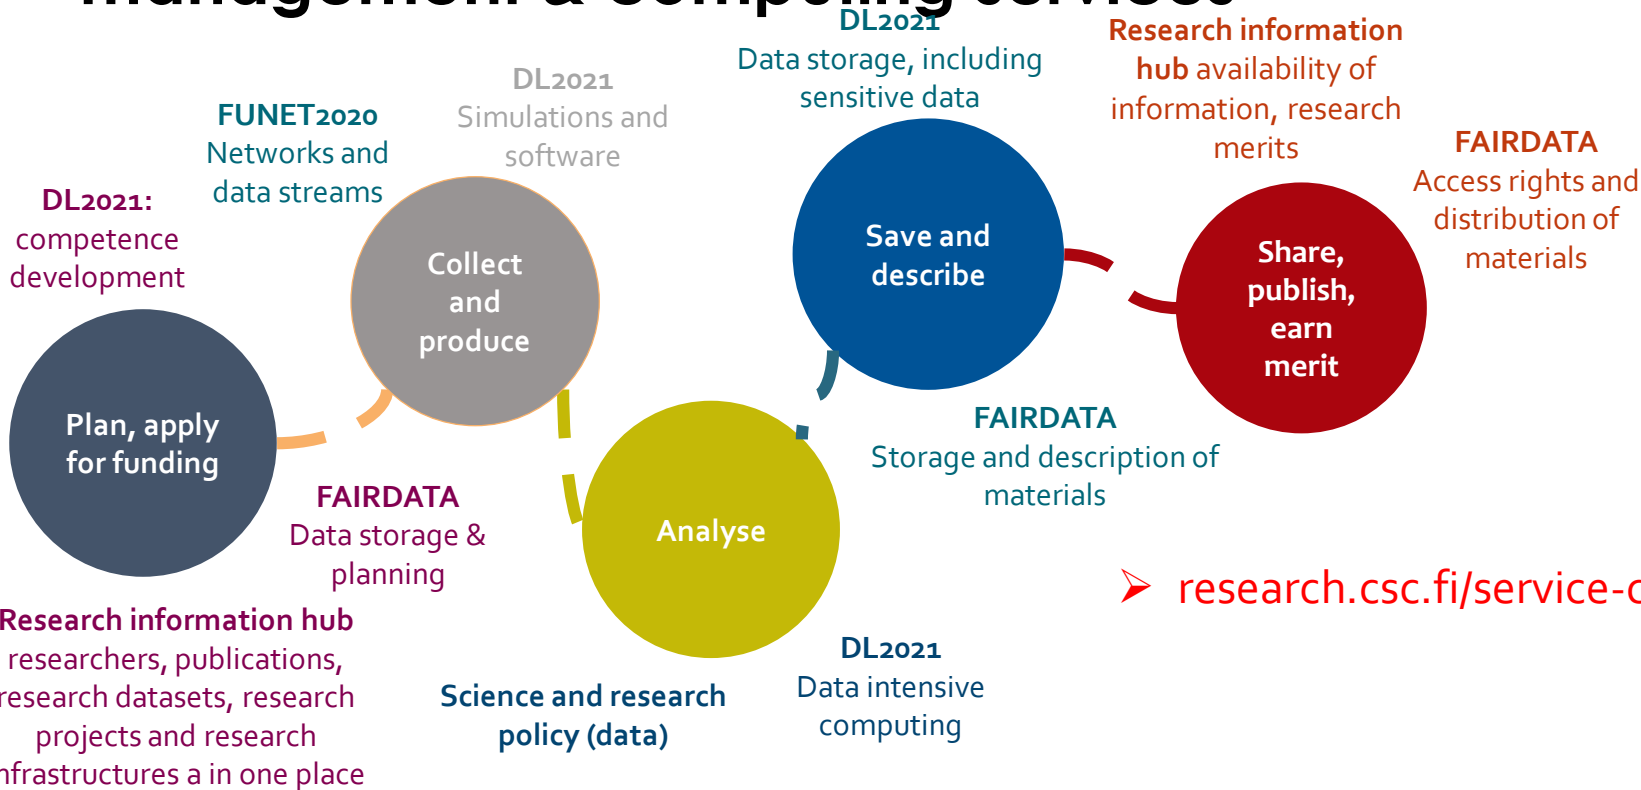 management & computing services
DL2021:
competence
development
Plan, apply
for funding
Research information hub
researchers, publications,
research datasets, research
projects and research
nfrastructures a in one place
FAIRDATA
Data storage &
planning
FUNET2020
Networks and
data streams
DL2021
Simulations and
software
Collect
and
produce
Analyse
Science and research
policy (data)
DL2021
Data intensive
computing
DL2021
Data storage, including
sensitive data
Save and
describe
FAIRDATA
Storage and description of
materials
Research information
hub availability of
information, research
merits
FAIRDATA
Access rights and
distribution of
materials
Share,
publish,
earn
merit
➢ research.csc.fi/service-c